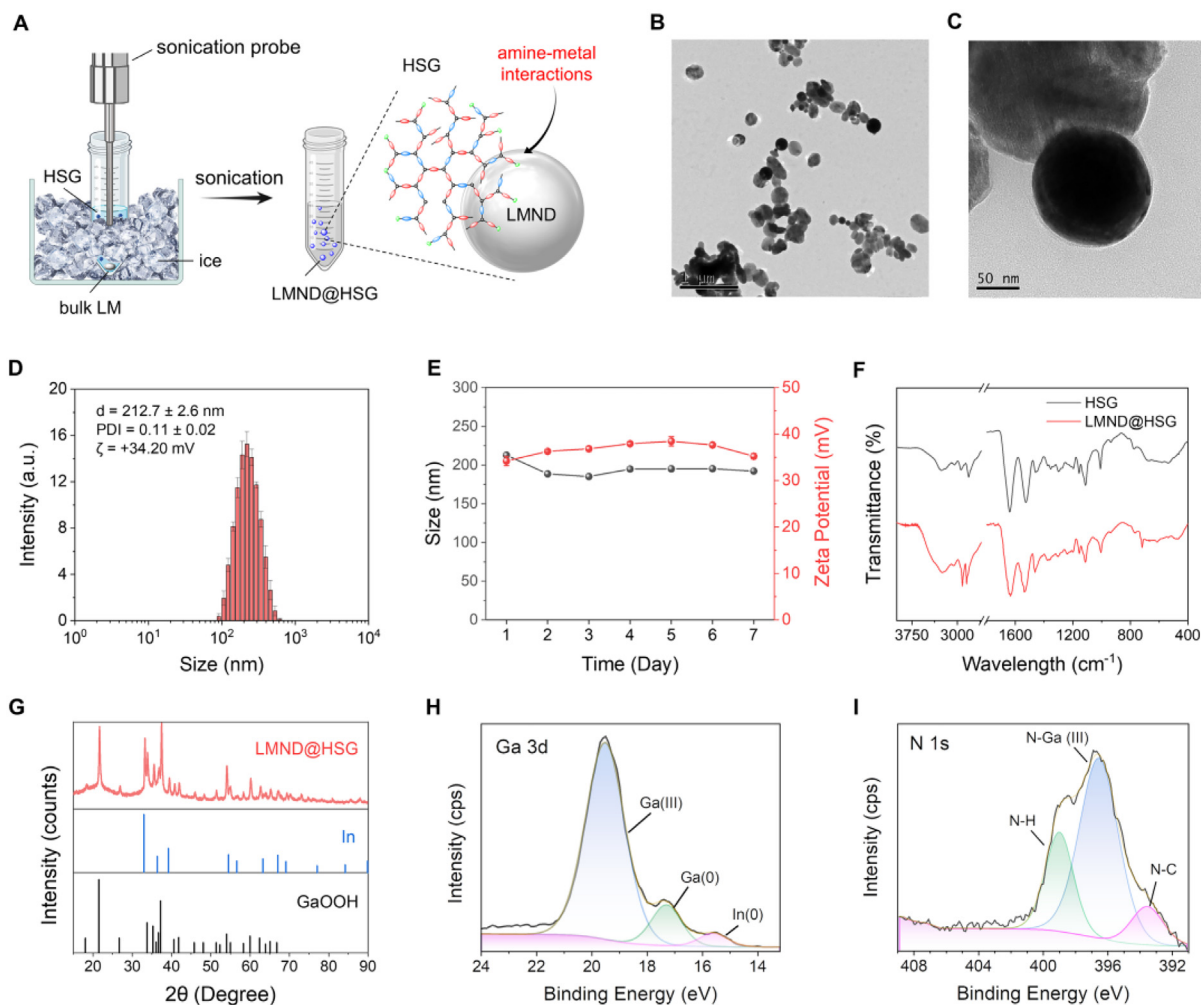 A
sonication probe
HSG
sonication
ice
bulk LM
LMND@HSG
HSG
amine-metal
interactions
LMND
B
1 μm
C
50 nm
D
20
16
12
8
4
0
d = 212.7 ± 2.6 nm
PDI = 0.11 ± 0.02
ζ = +34.20 mV
Intensity (a.u.)
10⁰
10¹
10²
10³
10⁴
Size (nm)
E
300
250
200
150
100
50
0
Size (nm)
50
40
30
20
10
0
Zeta Potential (mV)
1 2 3 4 5 6 7
Time (Day)
F
HSG
LMND@HSG
Transmittance (%)
3750 3000 1600 1200 800 400
Wavelength (cm⁻¹)
G
LMND@HSG
In
GaOOH
Intensity (counts)
20 30 40 50 60 70 80 90
2θ (Degree)
H
Ga 3d
Ga(III)
Ga(0)
In(0)
Intensity (cps)
24 22 20 18 16 14
Binding Energy (eV)
I
N 1s
N-Ga (III)
N-H
N-C
Intensity (cps)
408 399 396 393 391
Binding Energy (eV)